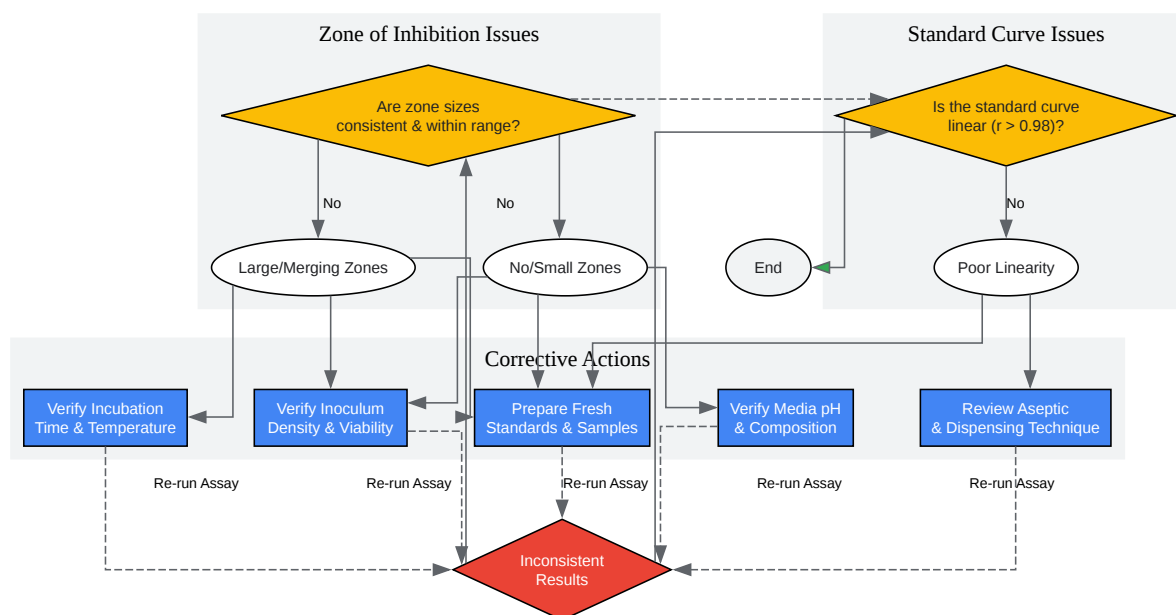 Zone of Inhibition Issues
Standard Curve Issues
Are zone sizes
consistent & within range?
Is the standard curve
linear (r > 0.98)?
No
No
No
Large/Merging Zones
No/Small Zones
End
Poor Linearity
Corrective Actions
Verify Incubation
Time & Temperature
Verify Inoculum
Density & Viability
Prepare Fresh
Standards & Samples
Verify Media pH
& Composition
Review Aseptic
& Dispensing Technique
Re-run Assay
Re-run Assay
Re-run Assay
Re-run Assay
Re-run Assay
Inconsistent
Results